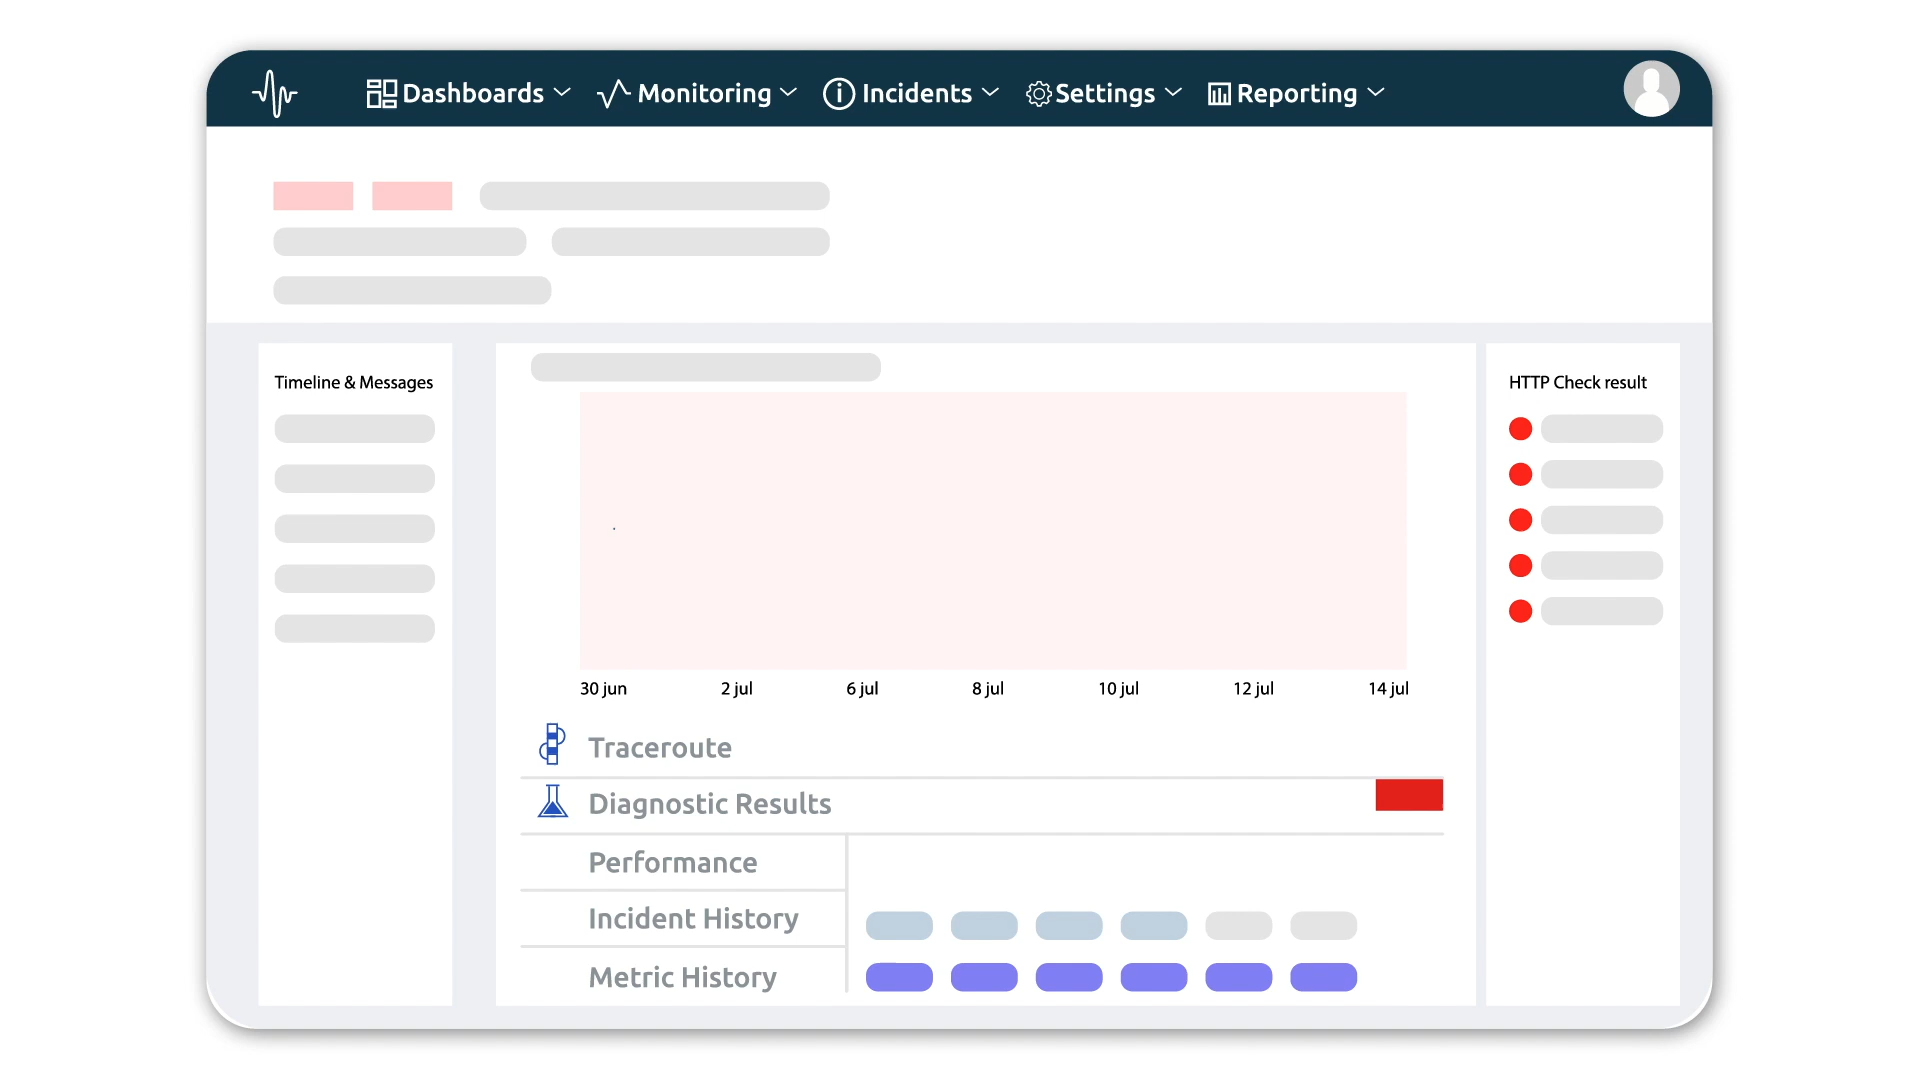 Dashboards Monitoring Incidents Settings Reporting
Timeline & Messages
HTTP Check result
30 jun 2 jul 6 jul 8 jul 10 jul 12 jul 14 jul
Traceroute
Diagnostic Results
Performance
Incident History
Metric History